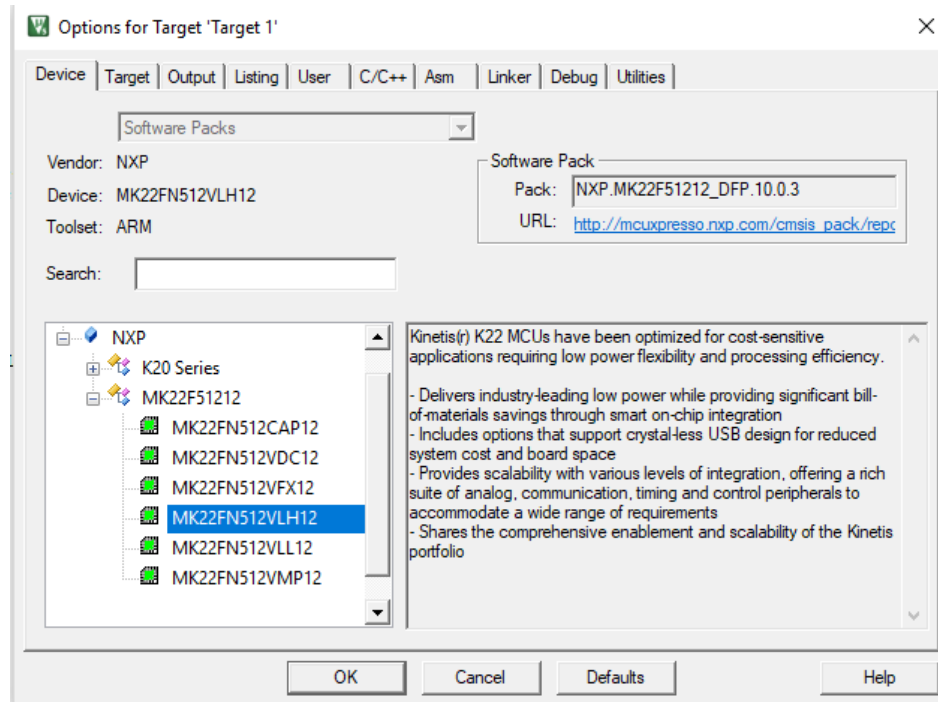 Options for Target 'Target 1'
Device Target Output Listing User C/C++ Asm Linker Debug Utilities
Software Packs
Vendor: NXP
Device: MK22FN512VLH12
Toolset: ARM
Search:
Software Pack
Pack: NXP.MK22F51212_DFP.10.0.3
URL: http://mcuxpresso.nxp.com/cmsis_pack/repo
NXP
K20 Series
MK22F51212
MK22FN512CAP12
MK22FN512VDC12
MK22FN512VFX12
MK22FN512VLH12
MK22FN512VLL12
MK22FN512VMP12
Kinetis(r) K22 MCUs have been optimized for cost-sensitive
applications requiring low power flexibility and processing efficiency.
- Delivers industry-leading low power while providing significant bill-
of-materials savings through smart on-chip integration
- Includes options that support crystal-less USB design for reduced
system cost and board space
- Provides scalability with various levels of integration, offering a rich
suite of analog, communication, timing and control peripherals to
accommodate a wide range of requirements
- Shares the comprehensive enablement and scalability of the Kinetis
portfolio
OK Cancel Defaults Help